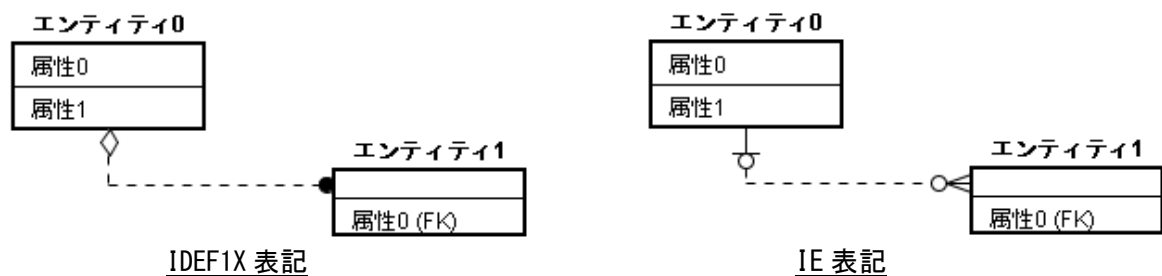 エンティティ0
属性0
属性1
エンティティ1
属性0 (FK)
IDEF1X 表記
エンティティ0
属性0
属性1
エンティティ1
属性0 (FK)
IE 表記